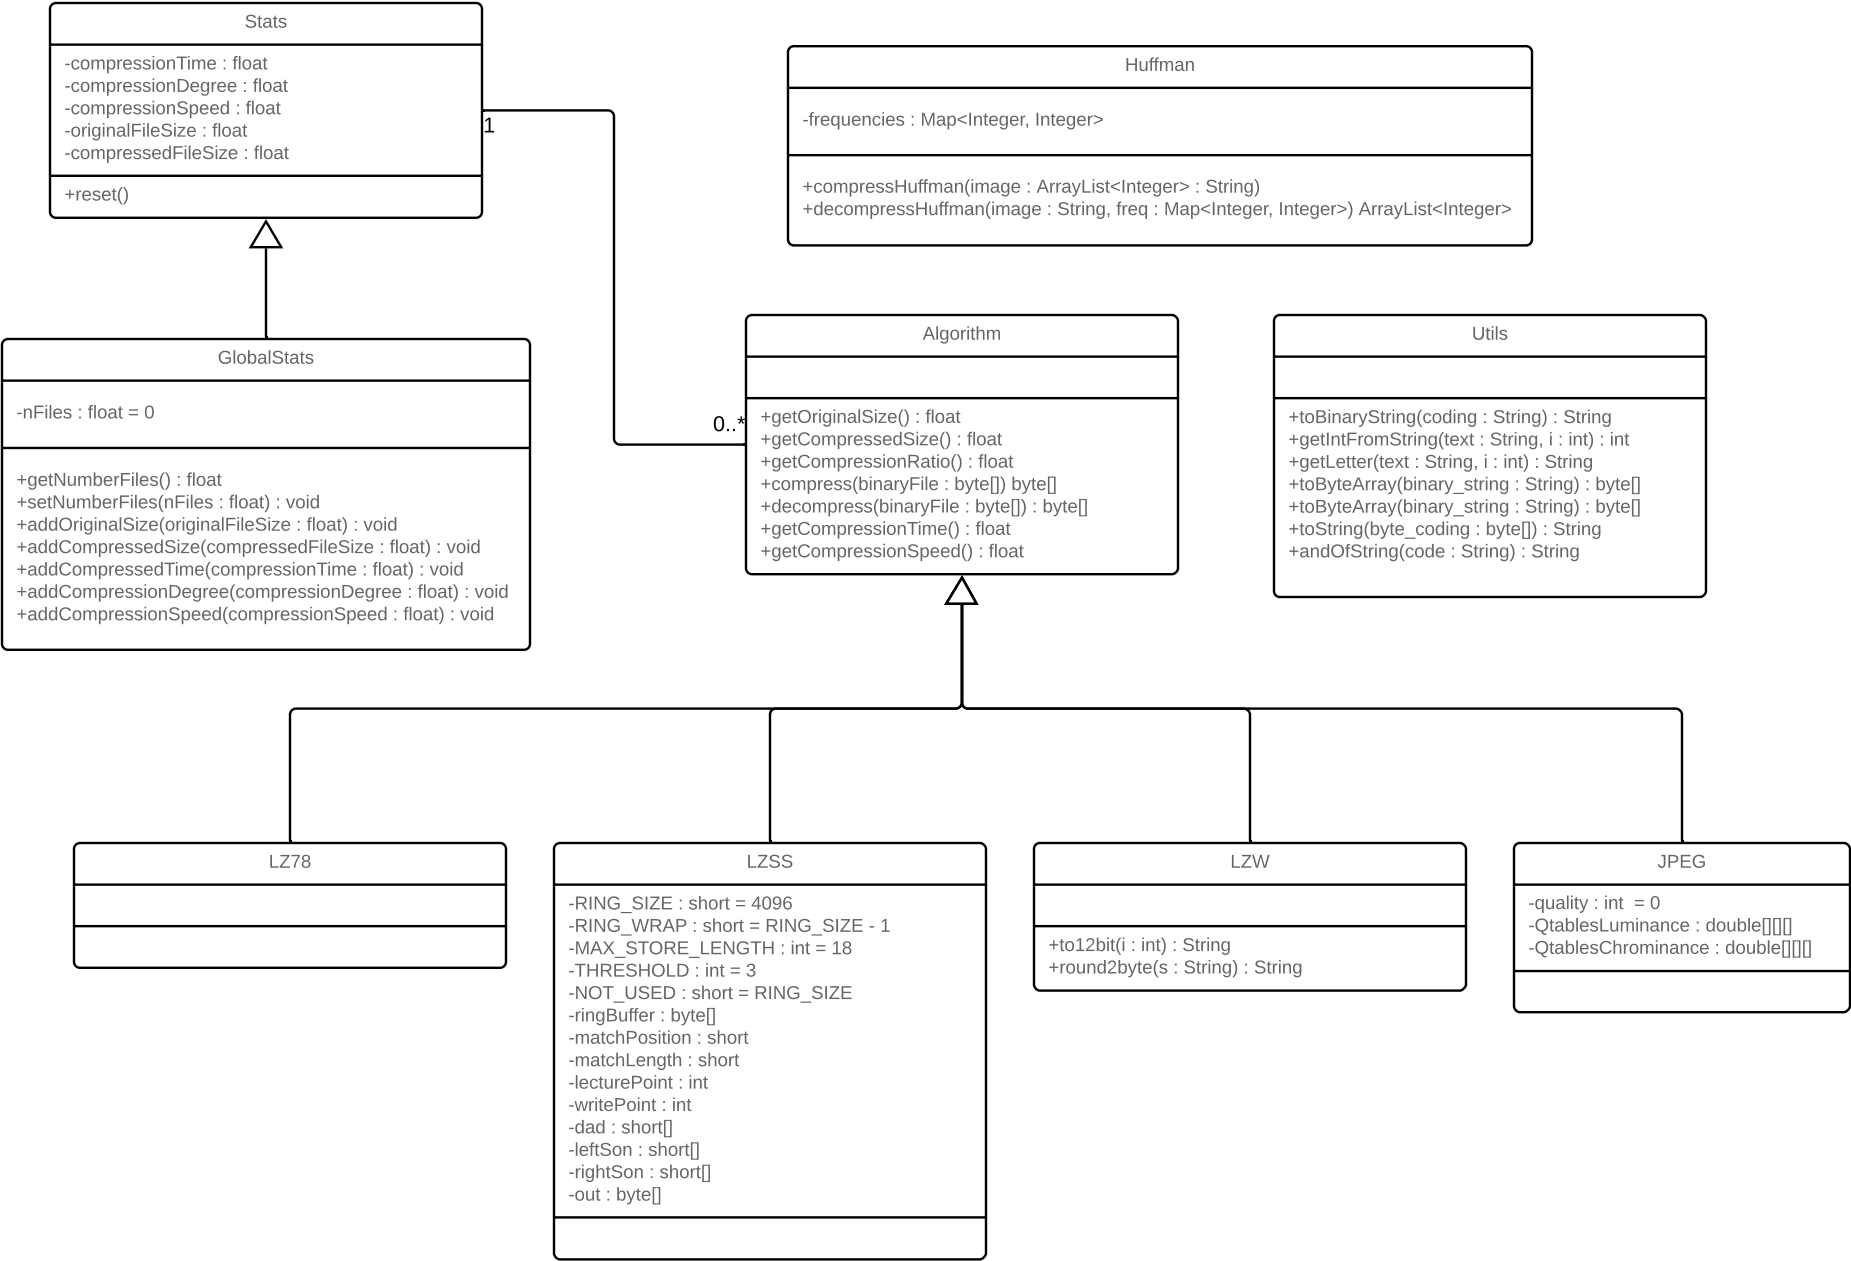 Stats
-compressionTime : float
-compressionDegree : float
-compressionSpeed : float
-originalFileSize : float
-compressedFileSize : float
+reset()
1
Huffman
-frequencies : Map<Integer, Integer>
+compressHuffman(image : ArrayList<Integer> : String)
+decompressHuffman(image : String, freq : Map<Integer, Integer>) ArrayList<Integer>
GlobalStats
-nFiles : float = 0
+getNumberFiles() : float
+setNumberFiles(nFiles : float) : void
+addOriginalSize(originalFileSize : float) : void
+addCompressedSize(compressedFileSize : float) : void
+addCompressedTime(compressionTime : float) : void
+addCompressionDegree(compressionDegree : float) : void
+addCompressionSpeed(compressionSpeed : float) : void
0..*
Algorithm
+getOriginalSize() : float
+getCompressedSize() : float
+getCompressionRatio() : float
+compress(binaryFile : byte[]) byte[]
+decompress(binaryFile : byte[]) : byte[]
+getCompressionTime() : float
+getCompressionSpeed() : float
Utils
+toBinaryString(coding : String) : String
+getIntFromString(text : String, i : int) : int
+getLetter(text : String, i : int) : String
+toByteArray(binary_string : String) : byte[]
+toByteArray(binary_string : String) : byte[]
+toString(byte_coding : byte[]) : String
+andOfString(code : String) : String
LZ78
LZSS
-RING_SIZE : short = 4096
-RING_WRAP : short = RING_SIZE - 1
-MAX_STORE_LENGTH : int = 18
-THRESHOLD : int = 3
-NOT_USED : short = RING_SIZE
-ringBuffer : byte[]
-matchPosition : short
-matchLength : short
-lecturePoint : int
-writePoint : int
-dad : short[]
-leftSon : short[]
-rightSon : short[]
-out : byte[]
LZW
+to12bit(i : int) : String
+round2byte(s : String) : String
JPEG
-quality : int  = 0
-QtablesLuminance : double[][][]
-QtablesChrominance : double[][][]